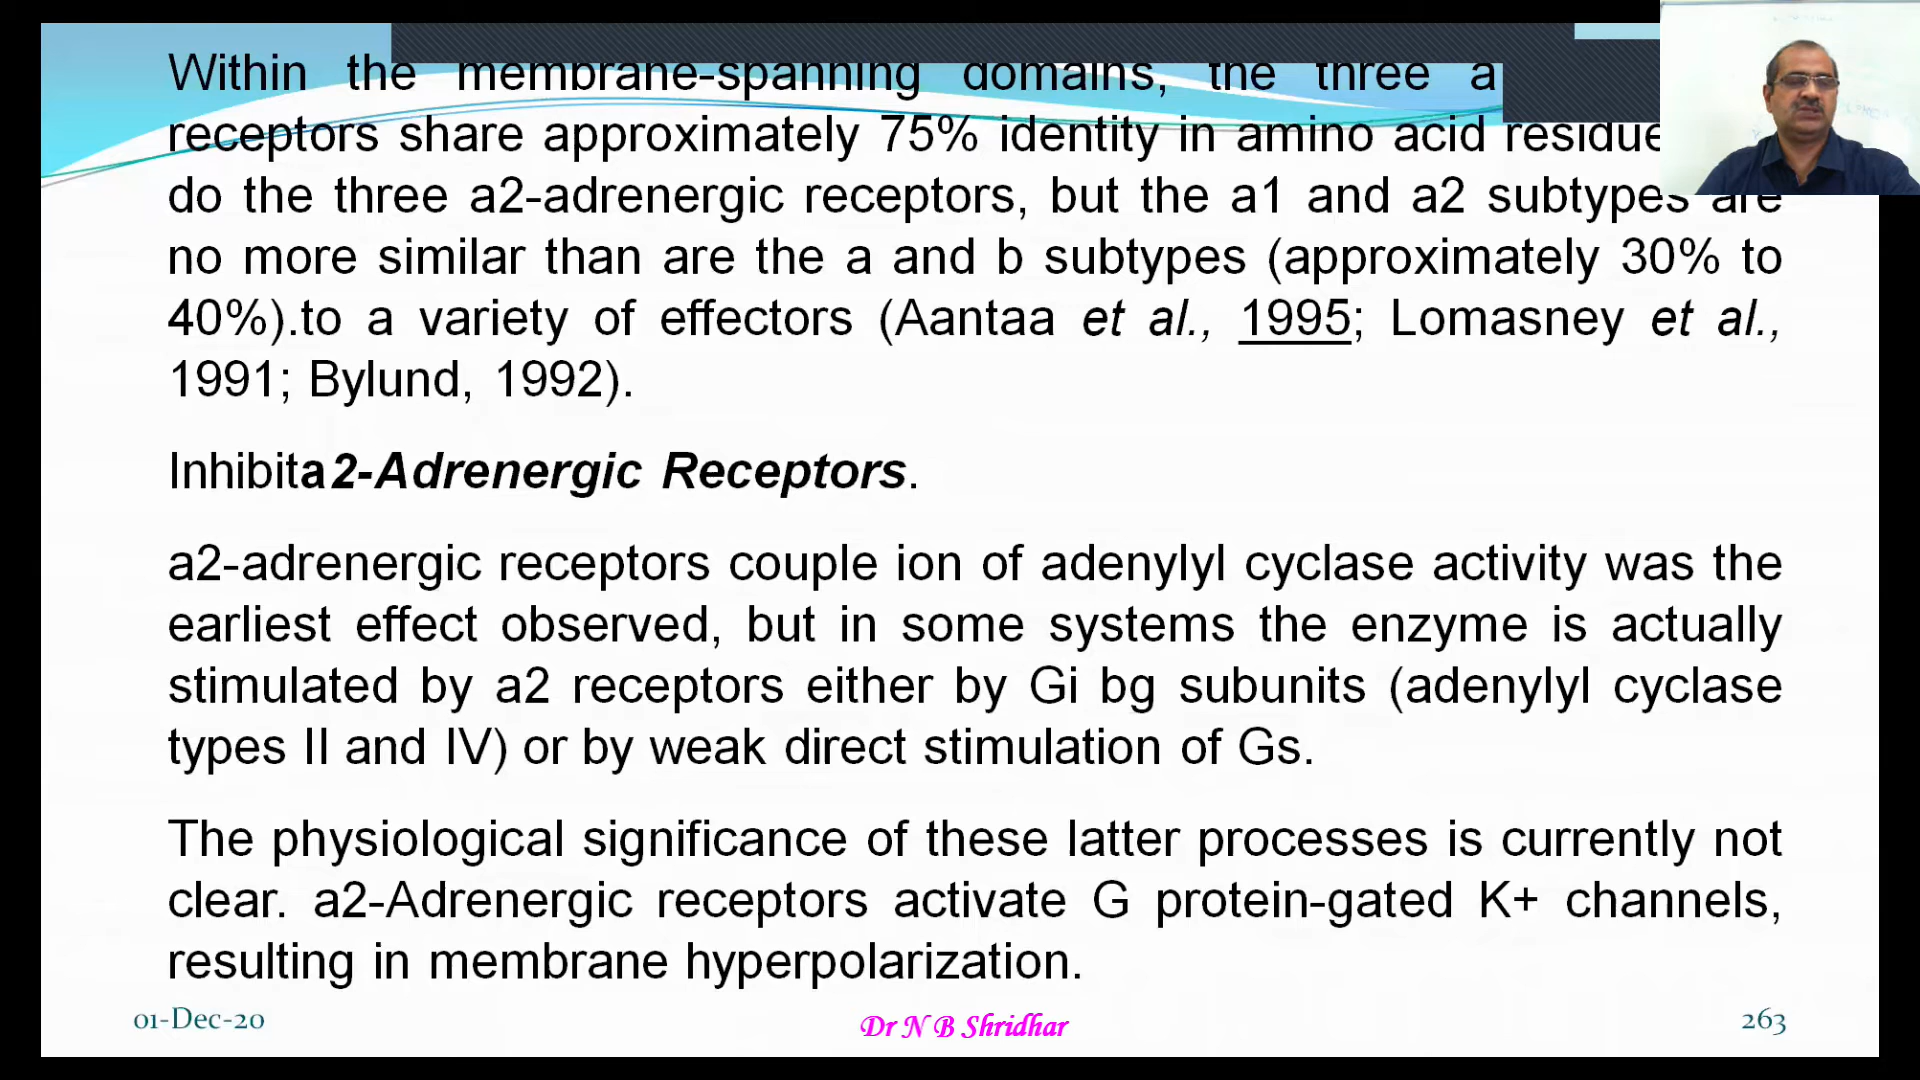 Within the membrane-spanning domains, the three a
receptors share approximately 75% identity in amino acid residue
do the three a2-adrenergic receptors, but the a1 and a2 subtypes are
no more similar than are the a and b subtypes (approximately 30% to
40%).to a variety of effectors (Aantaa et al., 1995; Lomasney et al.,
1991; Bylund, 1992).
Inhibita2-Adrenergic Receptors.
a2-adrenergic receptors couple ion of adenylyl cyclase activity was the
earliest effect observed, but in some systems the enzyme is actually
stimulated by a2 receptors either by Gi bg subunits (adenylyl cyclase
types II and IV) or by weak direct stimulation of Gs.
The physiological significance of these latter processes is currently not
clear. a2-Adrenergic receptors activate G protein-gated K+ channels,
resulting in membrane hyperpolarization.
01-Dec-20
Dr N B Shridhar
263